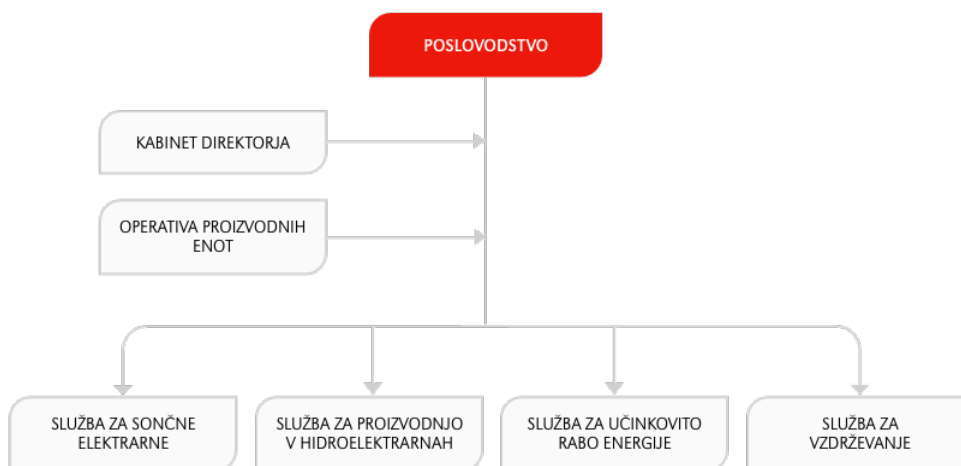 POSLOVODSTVO
KABINET DIREKTORJA
OPERATIVA PROIZVODNIH
ENOT
SLUŽBA ZA SONČNE
ELEKTRARNE
SLUŽBA ZA PROIZVODNJO
V HIDROELEKTRARNAH
SLUŽBA ZA UČINKOVITO
RABO ENERGIJE
SLUŽBA ZA
VZDRŽEVANJE